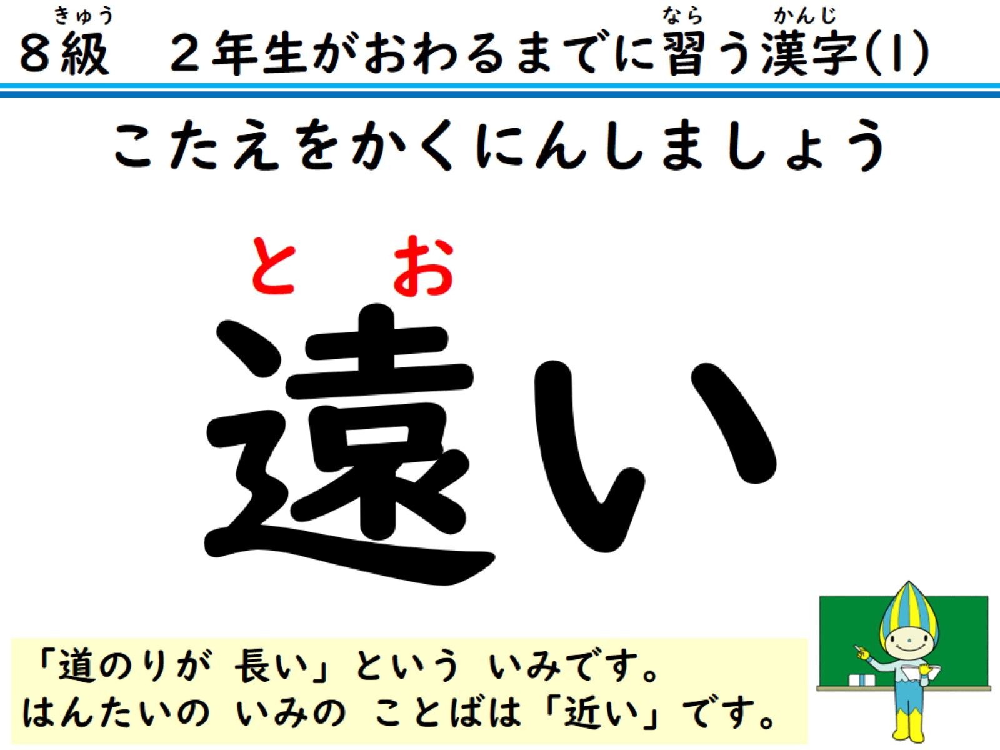 きゅう なら かんじ
8級 2年生がおわるまでに習う漢字(1)
こたえをかくにんしましょう
とお
遠い
「道のりが 長い」という いみです。
はんたいの いみの ことばは「近い」です。